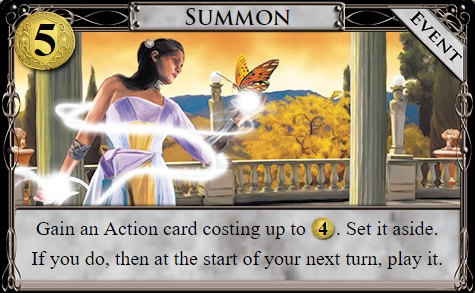 SUMMON
5
EVENT
Gain an Action card costing up to 4. Set it aside.
If you do, then at the start of your next turn, play it.